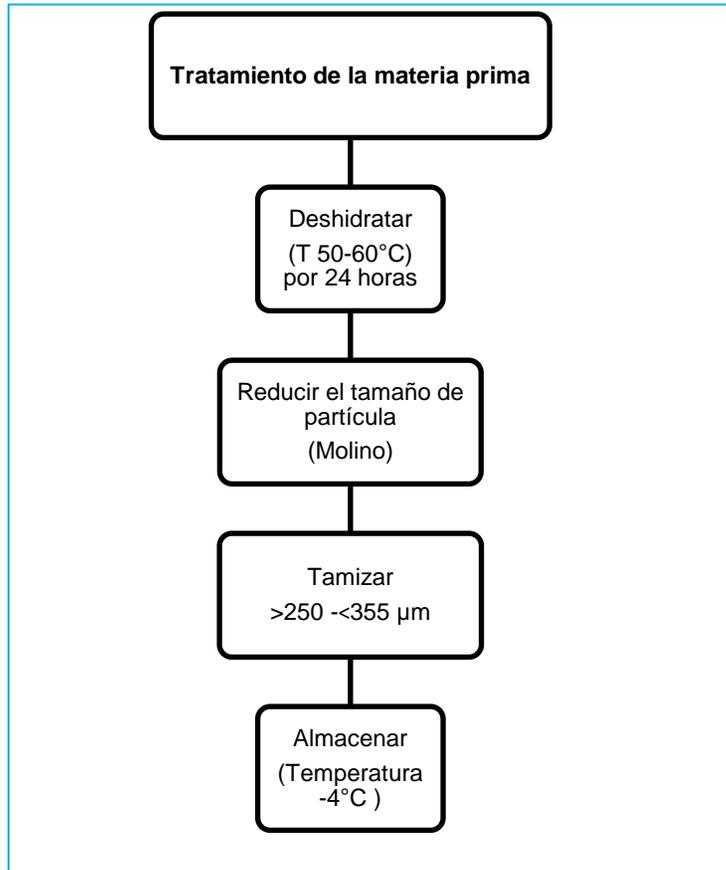 Tratamiento de la materia prima
Deshidratar
(T 50-60°C)
por 24 horas
Reducir el tamaño de
partícula
(Molino)
Tamizar
>250 -<355 µm
Almacenar
(Temperatura
-4°C )